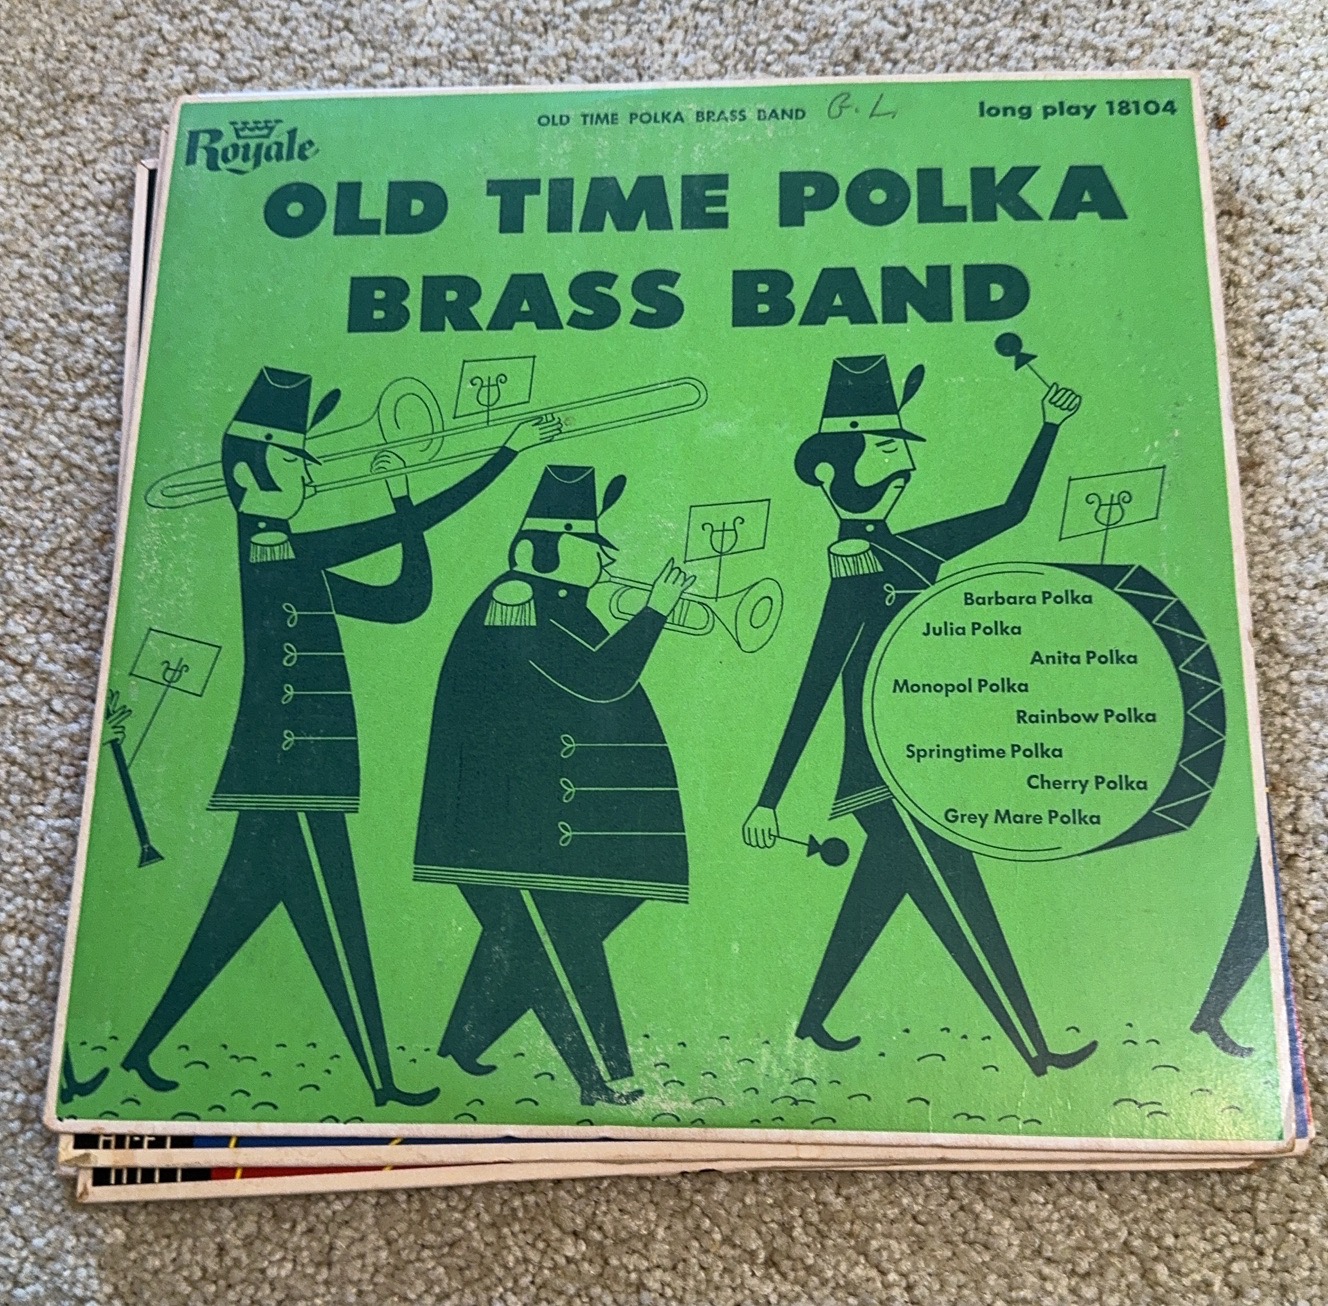 OLD TIME POLKA BRASS BAND G.L.
long play 18104
Royale
OLD TIME POLKA
BRASS BAND
Barbara Polka
Julia Polka
Anita Polka
Monopol Polka
Rainbow Polka
Springtime Polka
Cherry Polka
Grey Mare Polka